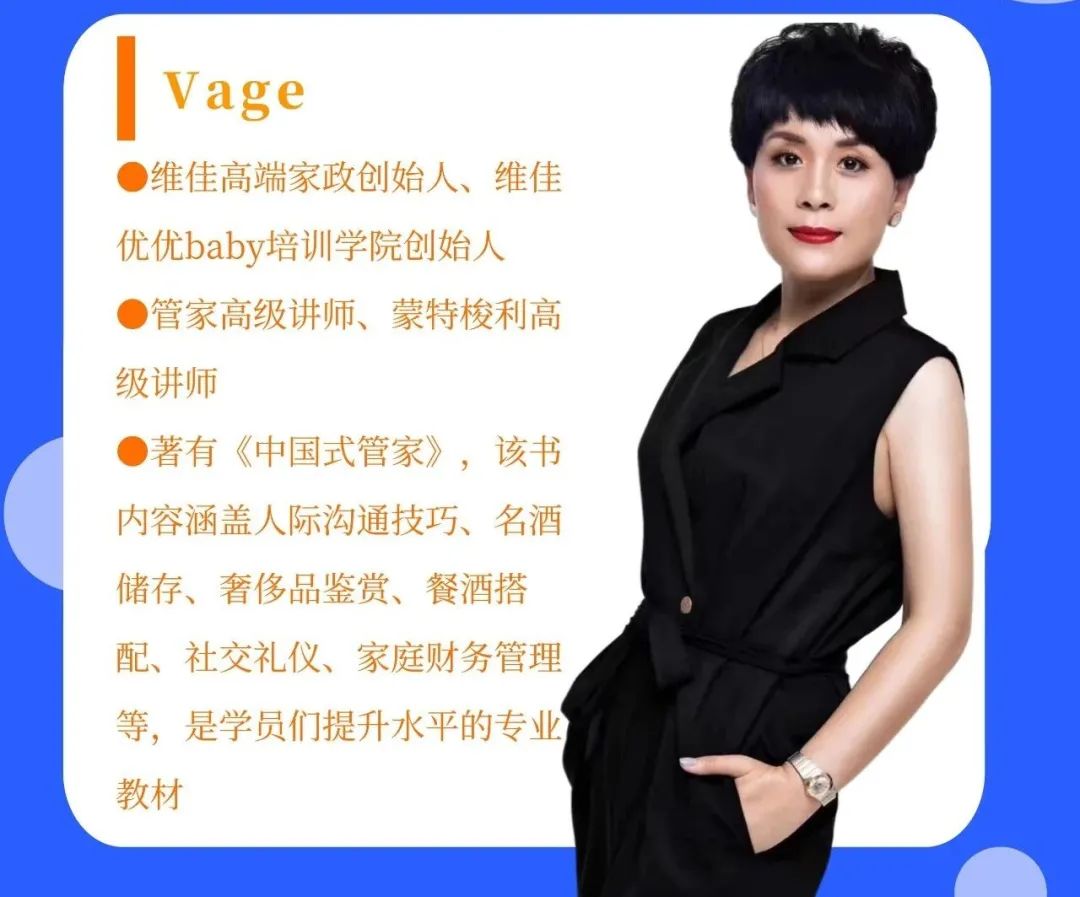 Vage
●维佳高端家政创始人、维佳
优优baby培训学院创始人
●管家高级讲师、蒙特梭利高
级讲师
●著有《中国式管家》，该书
内容涵盖人际沟通技巧、名酒
储存、奢侈品鉴赏、餐酒搭
配、社交礼仪、家庭财务管理
等，是学员们提升水平的专业
教材